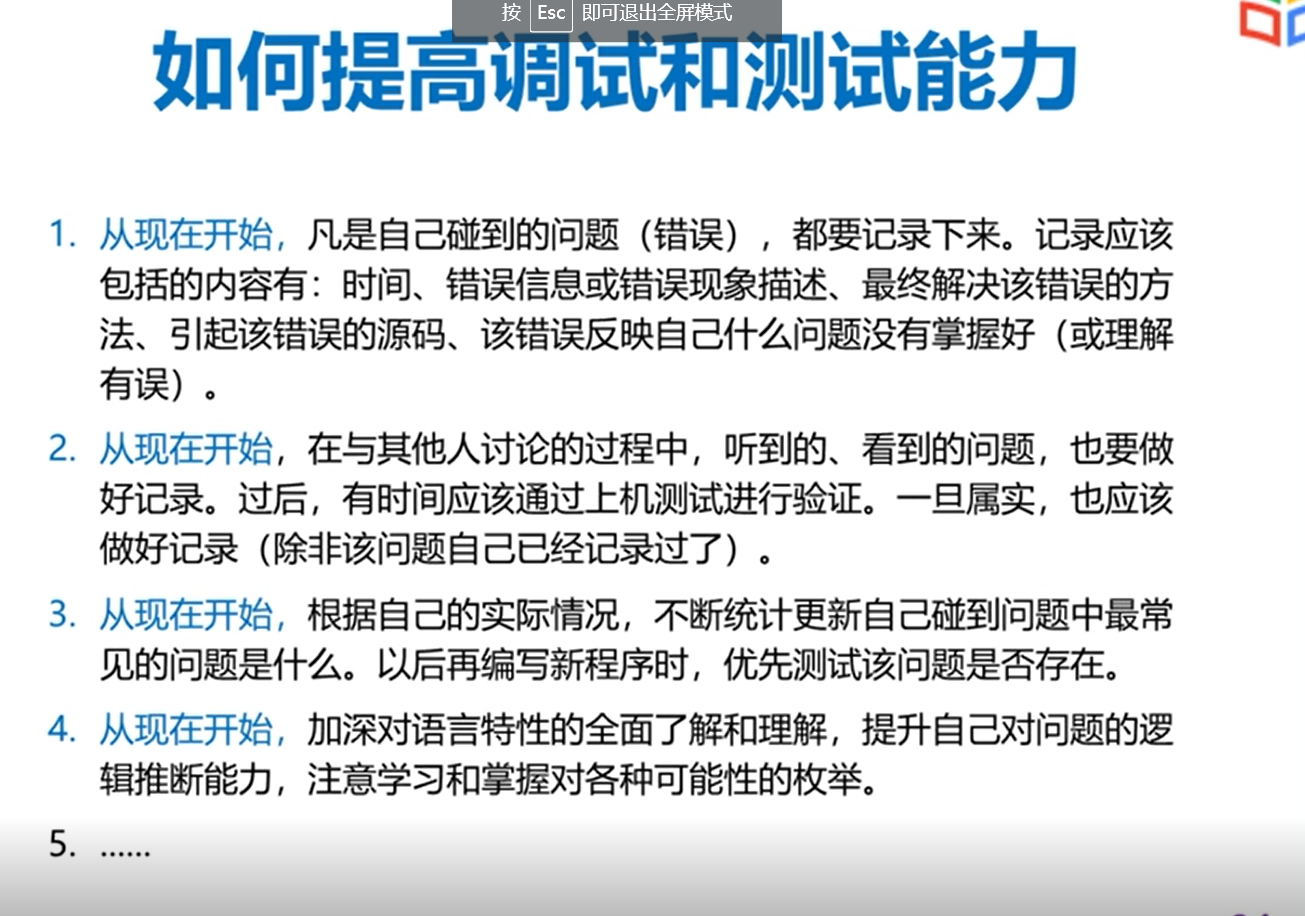 按 Esc 即可退出全屏模式
如何提高调试和测试能力
1. 从现在开始，凡是自己碰到的问题（错误），都要记录下来。记录应该
包括的内容有：时间、错误信息或错误现象描述、最终解决该错误的方
法、引起该错误的源码、该错误反映自己什么问题没有掌握好（或理解
有误）。
2. 从现在开始，在与其他人讨论的过程中，听到的、看到的问题，也要做
好记录。过后，有时间应该通过上机测试进行验证。一旦属实，也应该
做好记录（除非该问题自己已经记录过了）。
3. 从现在开始，根据自己的实际情况，不断统计更新自己碰到问题中最常
见的问题是什么。以后再编写新程序时，优先测试该问题是否存在。
4. 从现在开始，加深对语言特性的全面了解和理解，提升自己对问题的逻
辑推断能力，注意学习和掌握对各种可能性的枚举。
5. ......